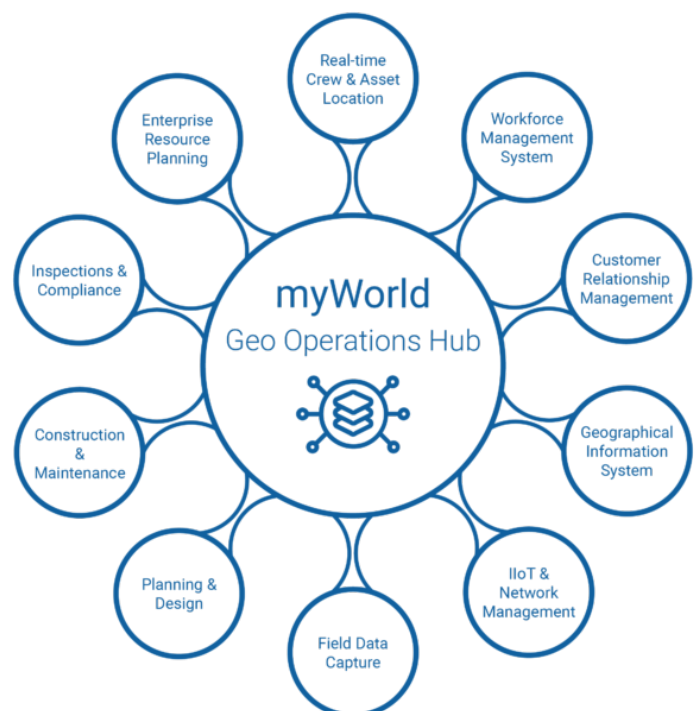 Real-time
Crew & Asset
Location
Workforce
Management
System
Customer
Relationship
Management
Geographical
Information
System
IIoT &
Network
Management
Field Data
Capture
Planning &
Design
Construction
&
Maintenance
Inspections &
Compliance
Enterprise
Resource
Planning
myWorld
Geo Operations Hub